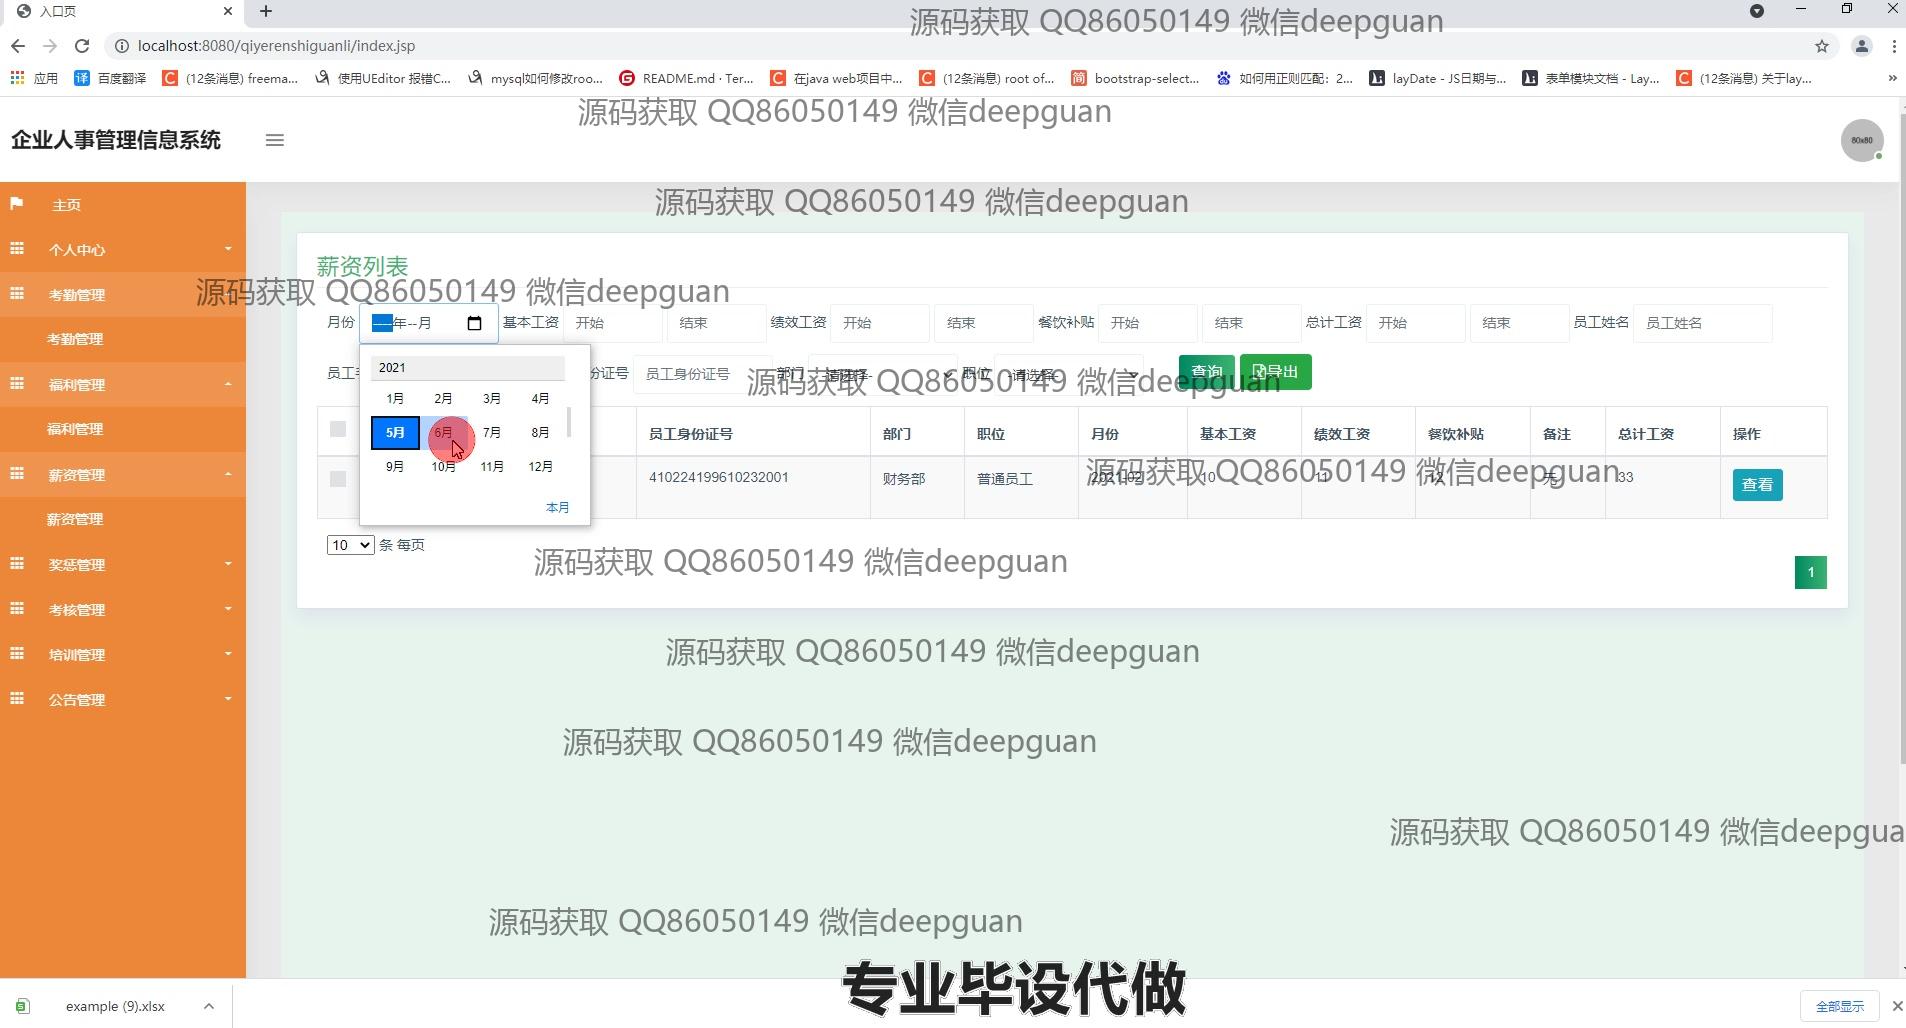 入口页
localhost:8080/qiyerenshiguanli/index.jsp
应用 百度翻译 (12条消息) freema... 使用UEditor 报错C... mysql如何修改roo... README.md · Ter... 在java web项目中... (12条消息) root of... bootstrap-select... 如何用正则匹配：2... layDate - JS日期与... 表单模块文档 - Lay... (12条消息) 关于lay...
源码获取 QQ86050149 微信deepguan
源码获取 QQ86050149 微信deepguan
企业人事管理信息系统
80x80
源码获取 QQ86050149 微信deepguan
主页
个人中心
考勤管理
考勤管理
福利管理
福利管理
薪资管理
薪资管理
奖惩管理
考核管理
培训管理
公告管理
薪资列表
源码获取 QQ86050149 微信deepguan
月份 ----年--月 基本工资 开始 结束 绩效工资 开始 结束 餐饮补贴 开始 结束 总计工资 开始 结束 员工姓名 员工姓名
员工 份证号 员工身份证号 部门 -请选择- 职位 -请选择- 查询 导出
源码获取 QQ86050149 微信deepguan
2021
1月 2月 3月 4月
5月 6月 7月 8月
9月 10月 11月 12月
本月
员工身份证号 部门 职位 月份 基本工资 绩效工资 餐饮补贴 备注 总计工资 操作
410224199610232001 财务部 普通员工 2021-02 10 11 12 无 33 查看
源码获取 QQ86050149 微信deepguan
10 条 每页
源码获取 QQ86050149 微信deepguan
1
源码获取 QQ86050149 微信deepguan
源码获取 QQ86050149 微信deepguan
源码获取 QQ86050149 微信deepgua
源码获取 QQ86050149 微信deepguan
专业毕设代做
example (9).xlsx
全部显示